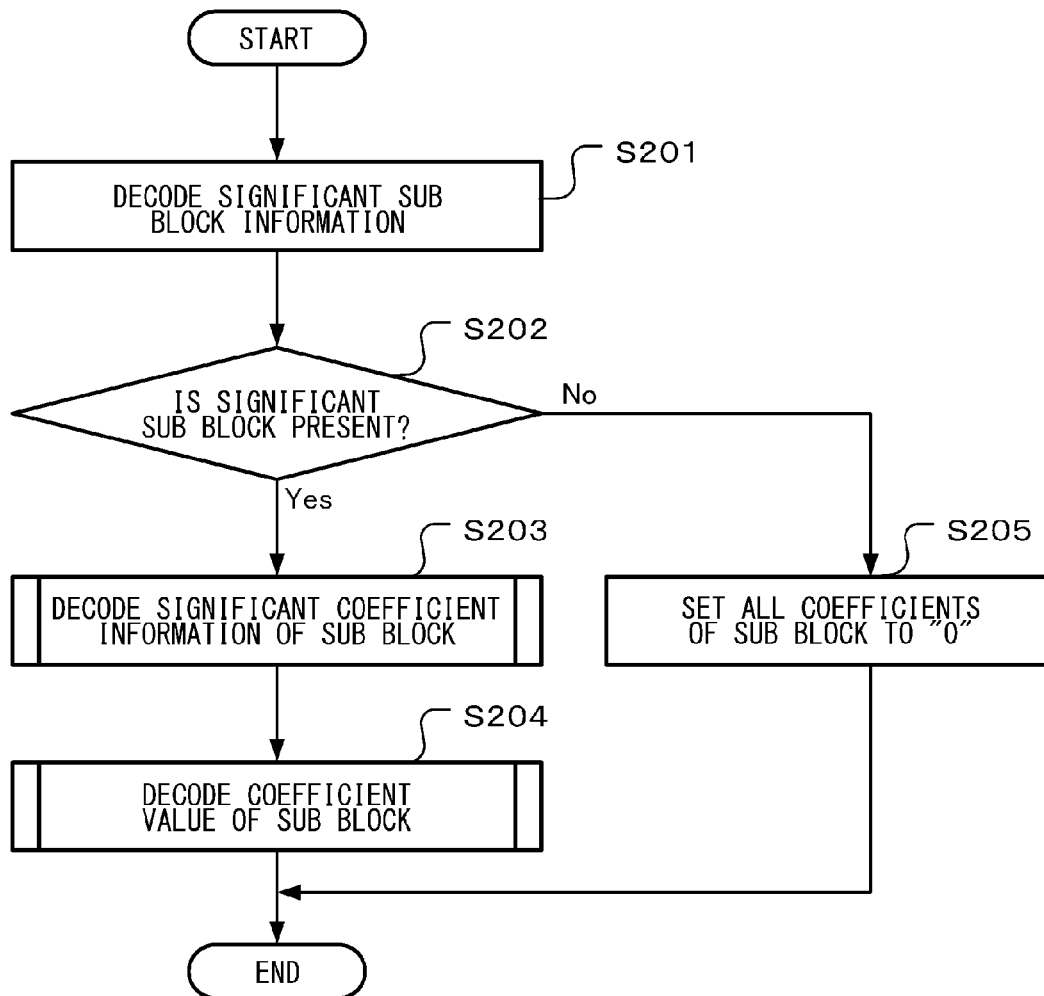 START
S201
DECODE SIGNIFICANT SUB
BLOCK INFORMATION
S202
IS SIGNIFICANT
SUB BLOCK PRESENT?
No
Yes
S203
DECODE SIGNIFICANT COEFFICIENT
INFORMATION OF SUB BLOCK
S205
SET ALL COEFFICIENTS
OF SUB BLOCK TO "0"
S204
DECODE COEFFICIENT
VALUE OF SUB BLOCK
END